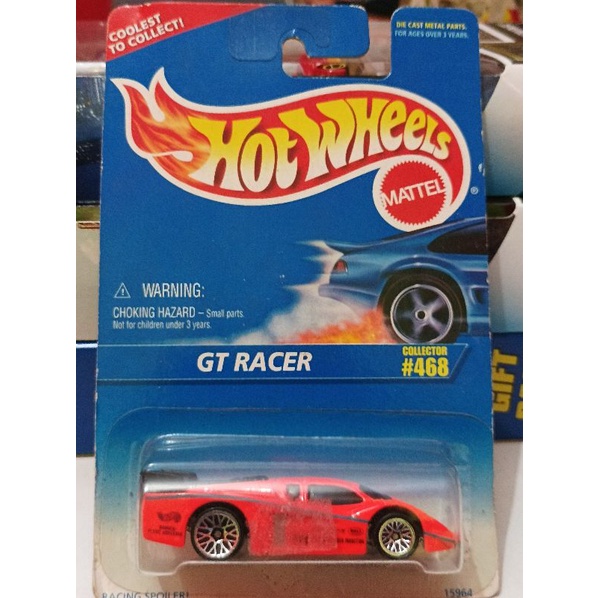 COOLEST
TO COLLECT!
DIE CAST METAL PARTS.
FOR AGES OVER 3 YEARS.
HOT WHEELS
MATTEL
®
⚠ WARNING:
CHOKING HAZARD – Small parts.
Not for children under 3 years.
GT RACER
COLLECTOR
#468
GIFT
RACING SPOILER!
15964